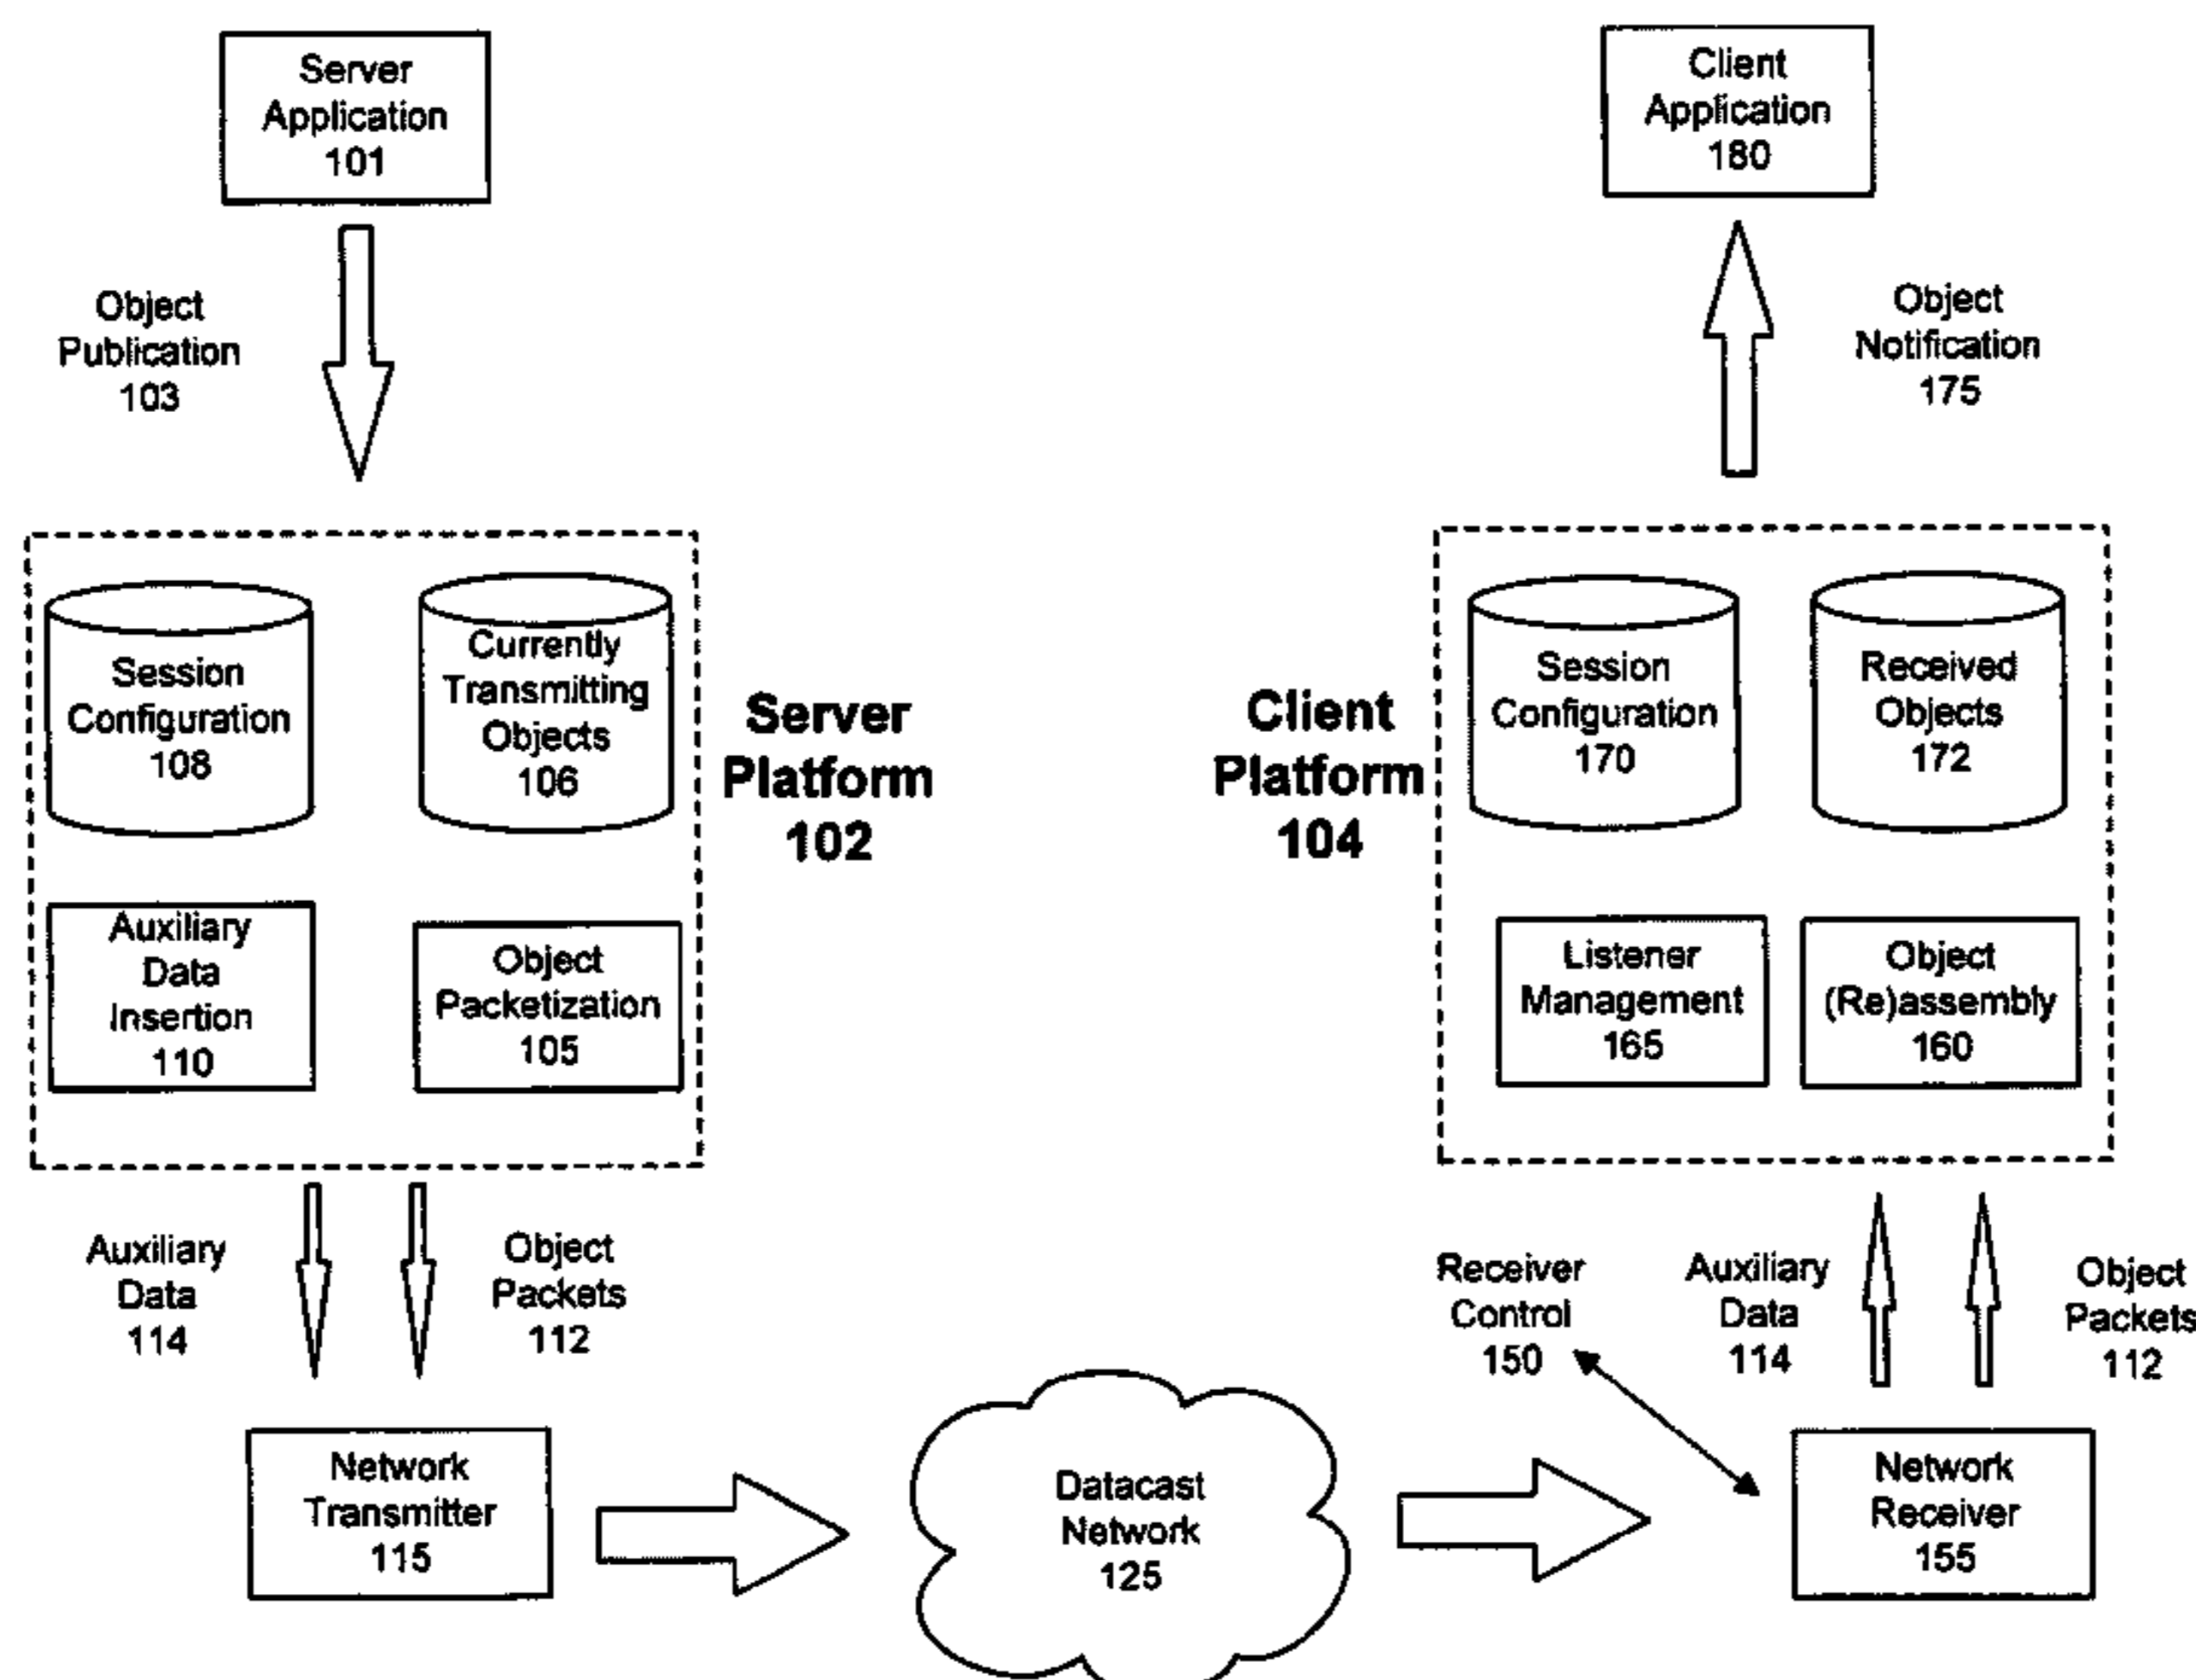 Server
Application
101
Client
Application
180
Object
Publication
103
Object
Notification
175
Session
Configuration
108
Currently
Transmitting
Objects
106
Server
Platform
102
Client
Platform
104
Session
Configuration
170
Received
Objects
172
Auxiliary
Data
Insertion
110
Object
Packetization
105
Listener
Management
165
Object
(Re)assembly
160
Auxiliary
Data
114
Object
Packets
112
Receiver
Control
150
Auxiliary
Data
114
Object
Packets
112
Network
Transmitter
115
Datacast
Network
125
Network
Receiver
155